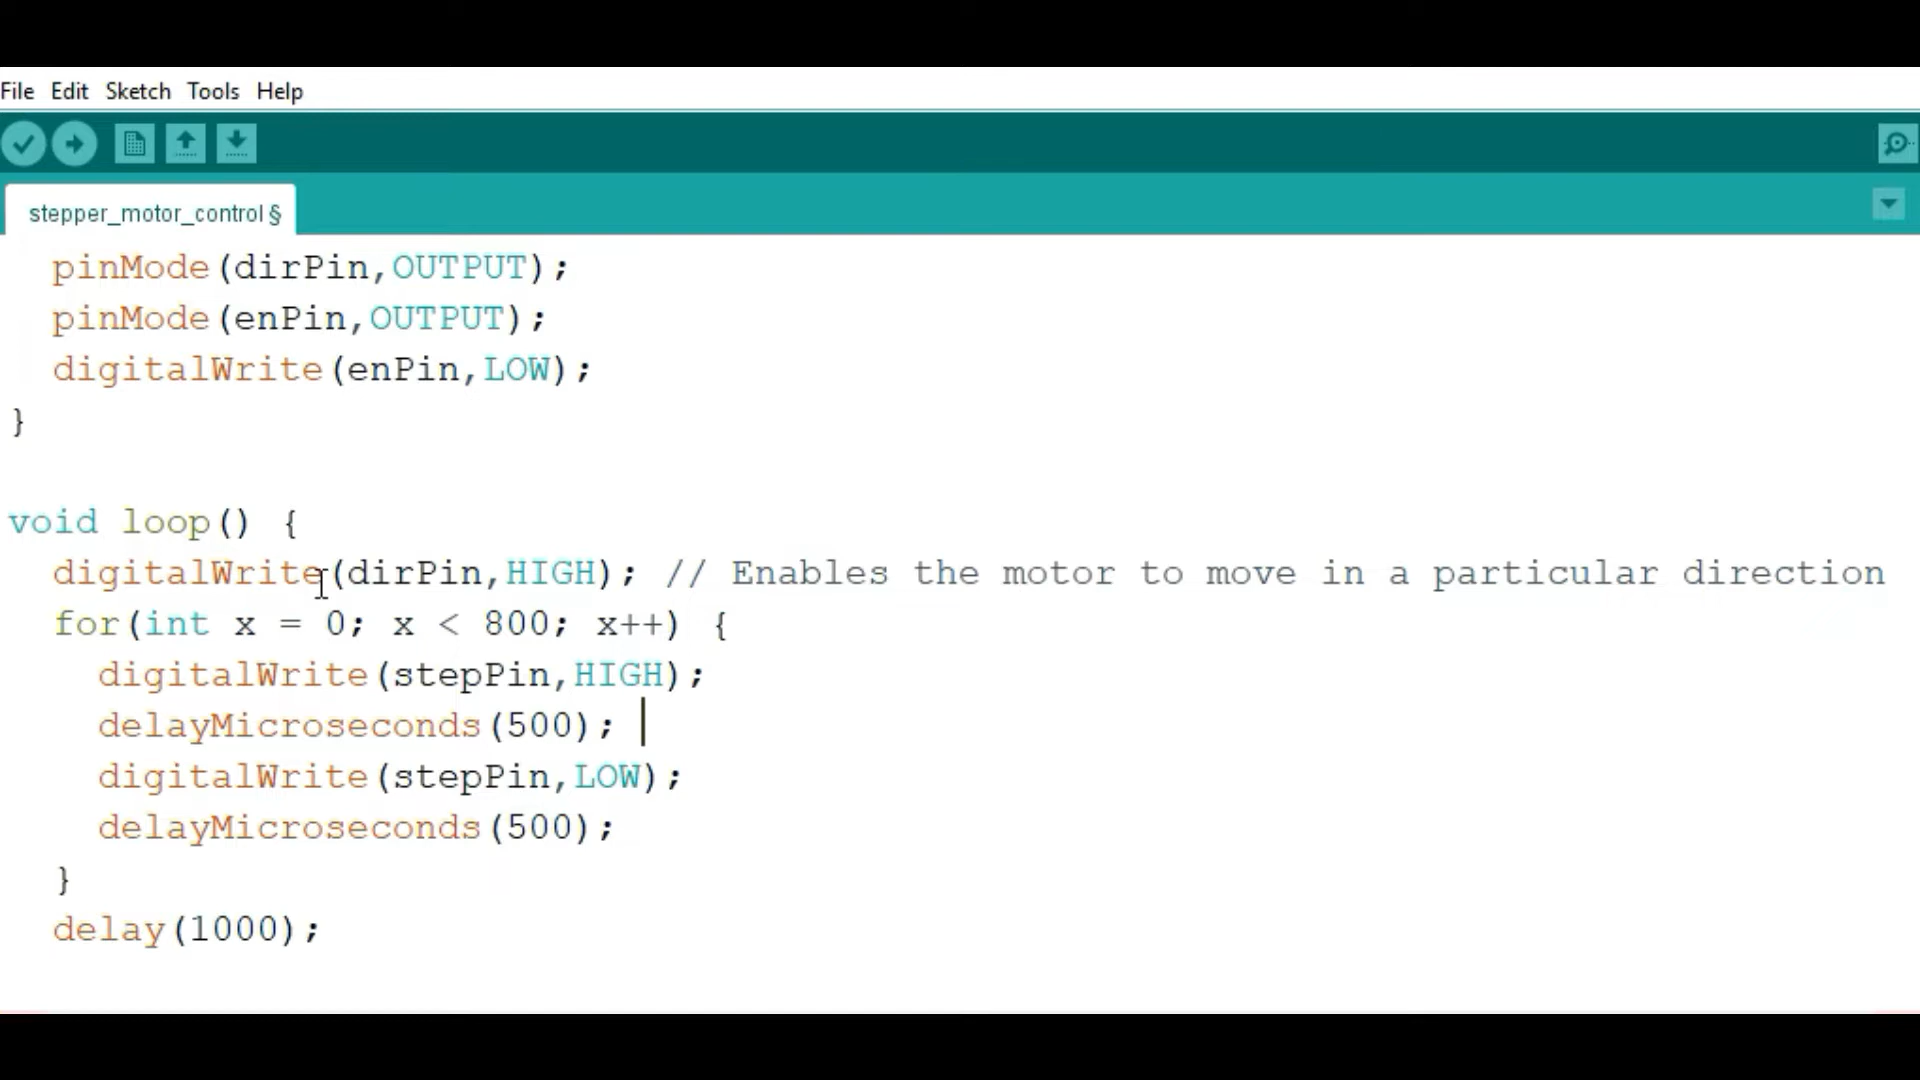 File Edit Sketch Tools Help
stepper_motor_control §
pinMode(dirPin,OUTPUT);
pinMode(enPin,OUTPUT);
digitalWrite(enPin,LOW);
}
void loop() {
digitalWrite(dirPin,HIGH); // Enables the motor to move in a particular direction
for(int x = 0; x < 800; x++) {
digitalWrite(stepPin,HIGH);
delayMicroseconds(500);
digitalWrite(stepPin,LOW);
delayMicroseconds(500);
}
delay(1000);